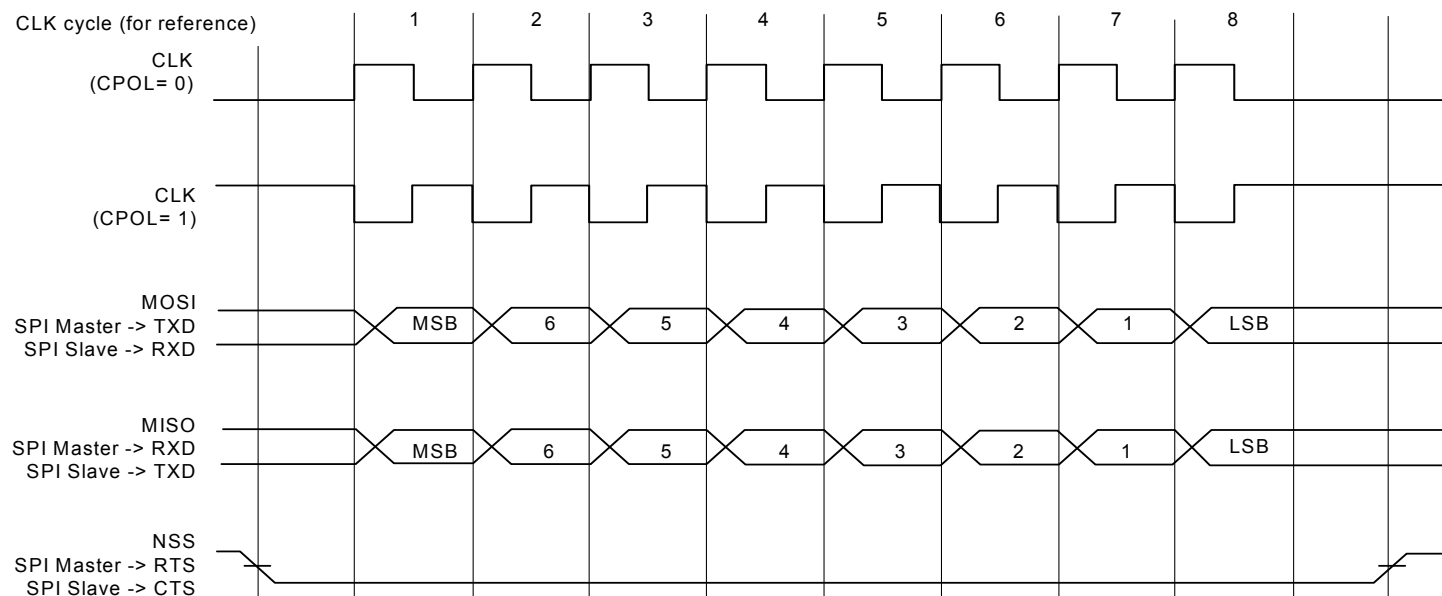 CLK cycle (for reference) 1 2 3 4 5 6 7 8
CLK
(CPOL= 0)
CLK
(CPOL= 1)
MOSI
SPI Master -> TXD
SPI Slave -> RXD
MSB 6 5 4 3 2 1 LSB
MISO
SPI Master -> RXD
SPI Slave -> TXD
MSB 6 5 4 3 2 1 LSB
NSS
SPI Master -> RTS
SPI Slave -> CTS